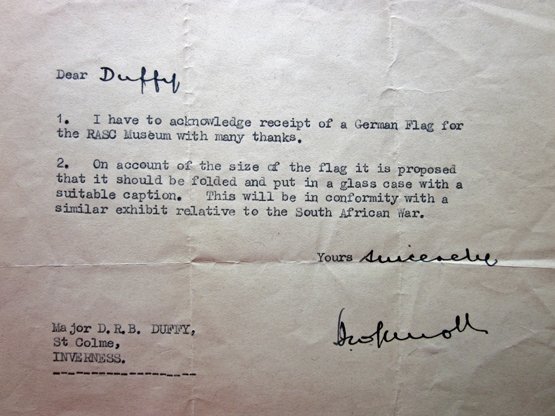 Dear Duffy
1. I have to acknowledge receipt of a German Flag for
the RASC Museum with many thanks.
2. On account of the size of the flag it is proposed
that it should be folded and put in a glass case with a
suitable caption. This will be in conformity with a
similar exhibit relative to the South African War.
Yours sincerely
Major D.R.B. DUFFY,
St Colme,
INVERNESS.